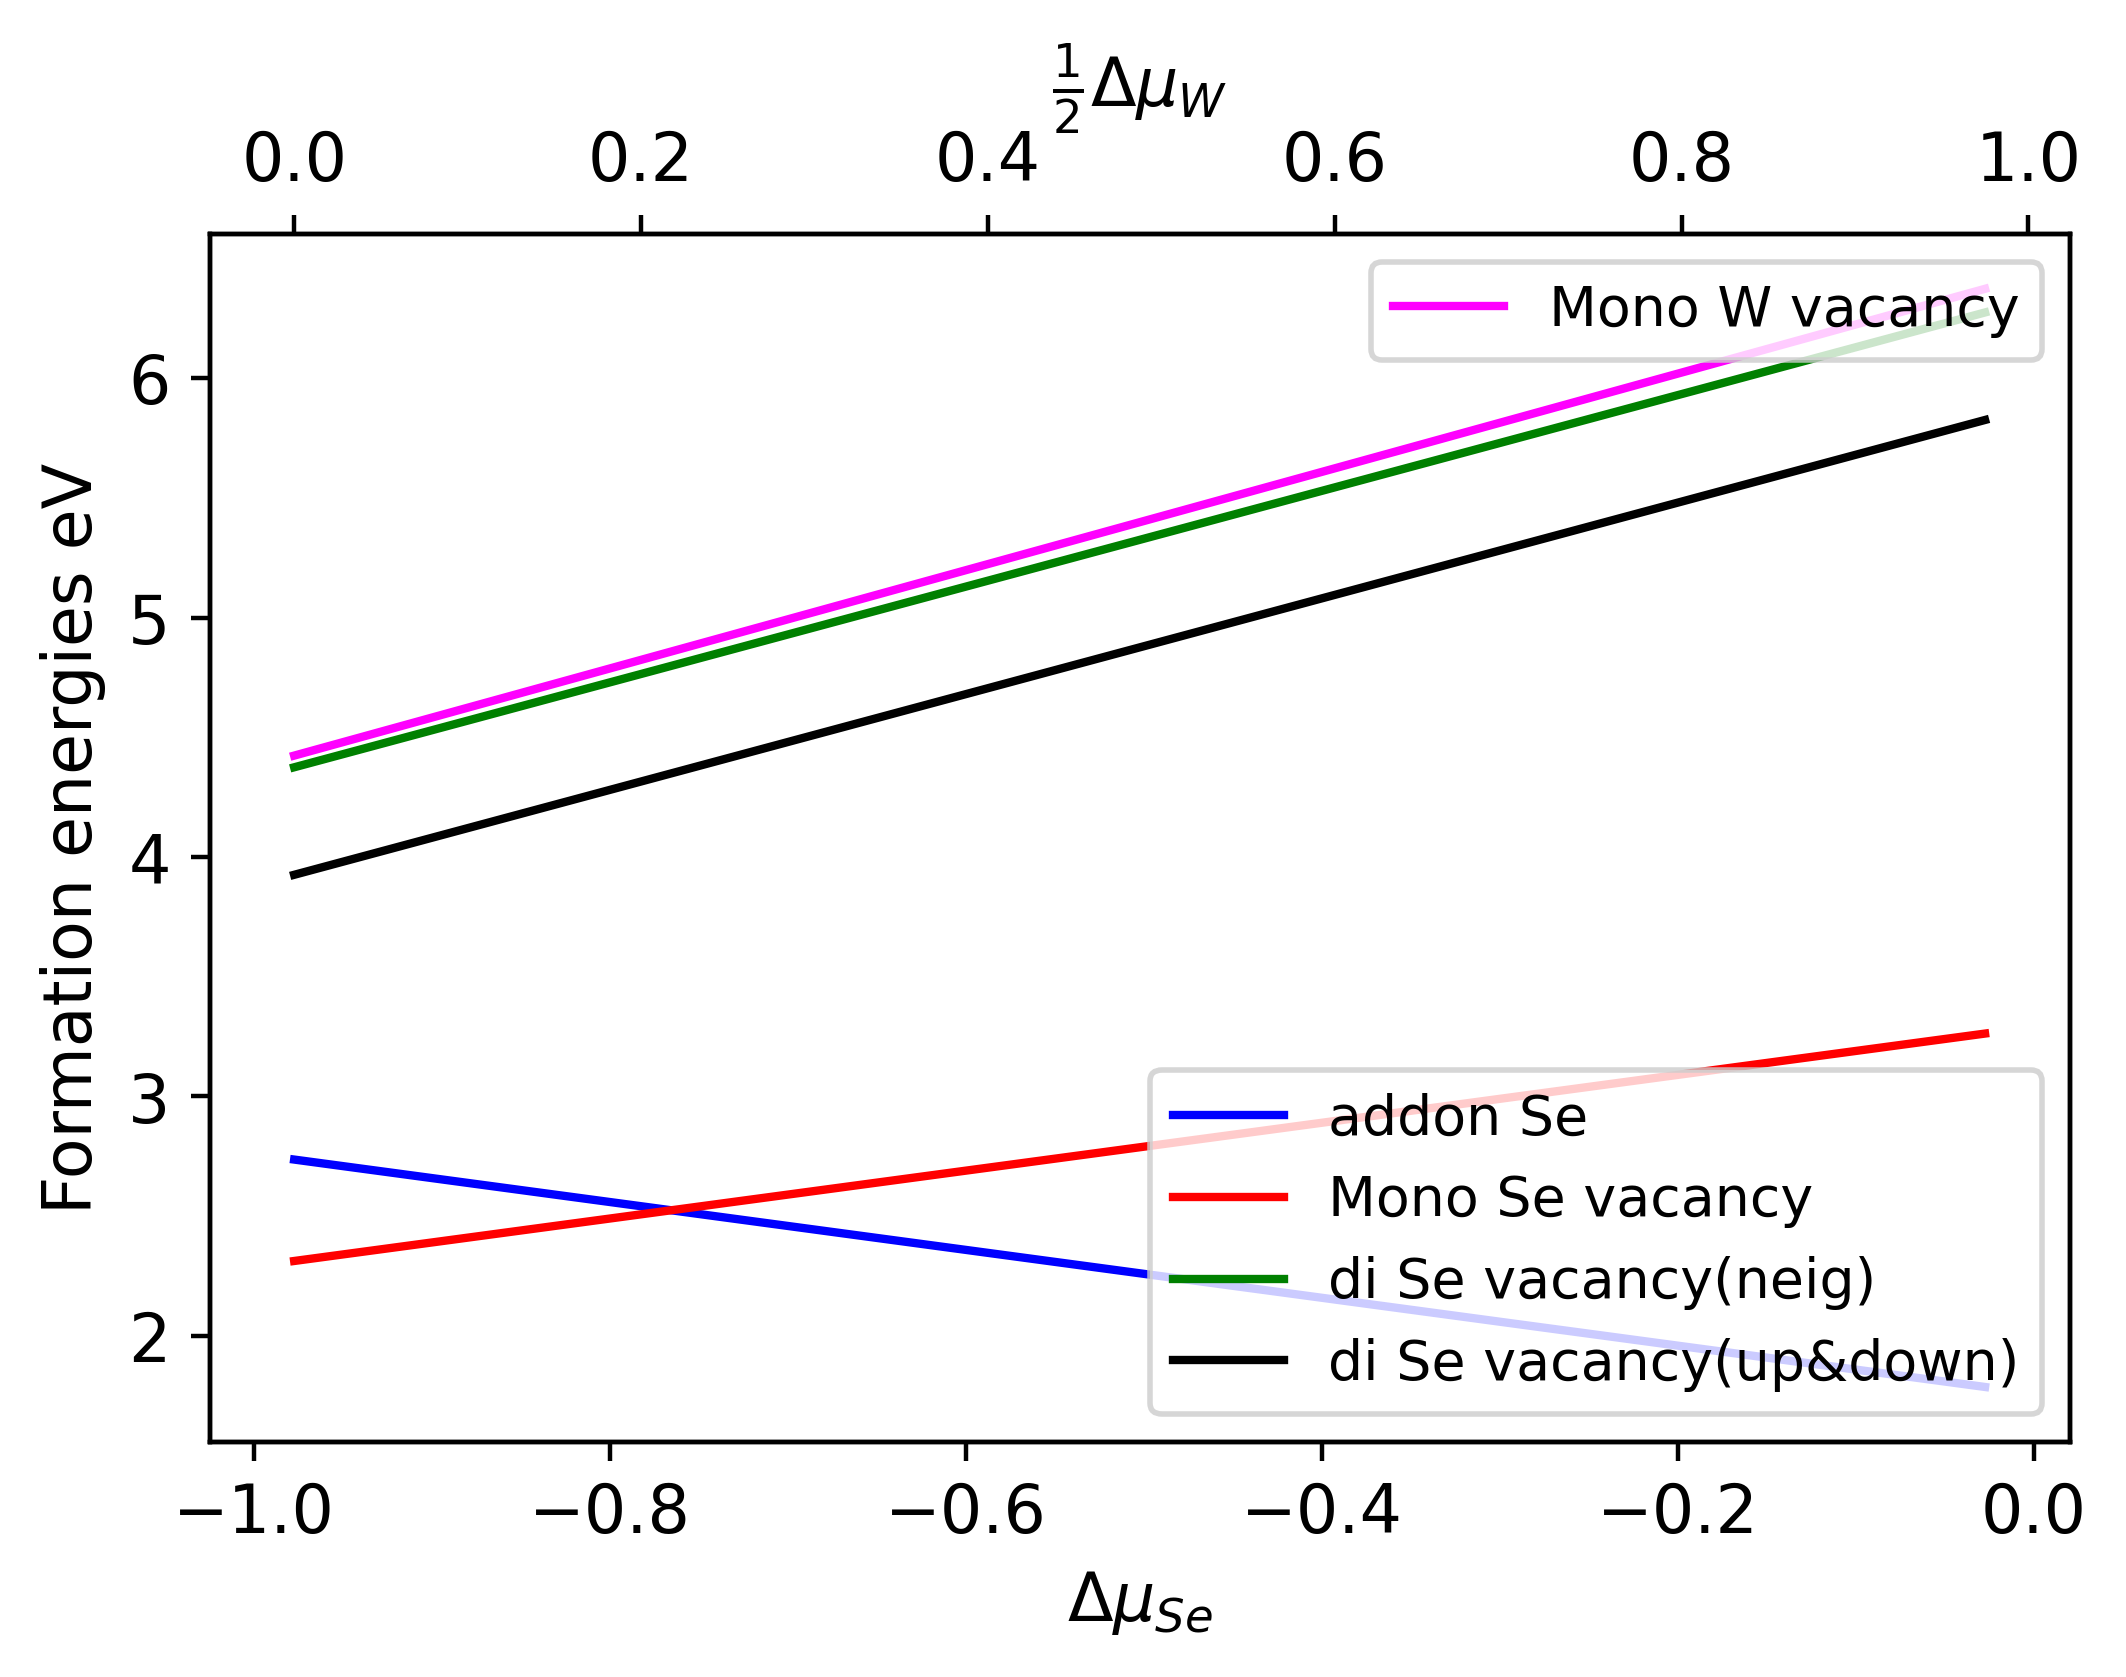 ½Δμ_W
0.0 0.2 0.4 0.6 0.8 1.0
Mono W vacancy
Formation energies eV
6
5
4
3
2
addon Se
Mono Se vacancy
di Se vacancy(neig)
di Se vacancy(up&down)
−1.0 −0.8 −0.6 −0.4 −0.2 0.0
Δμ_Se